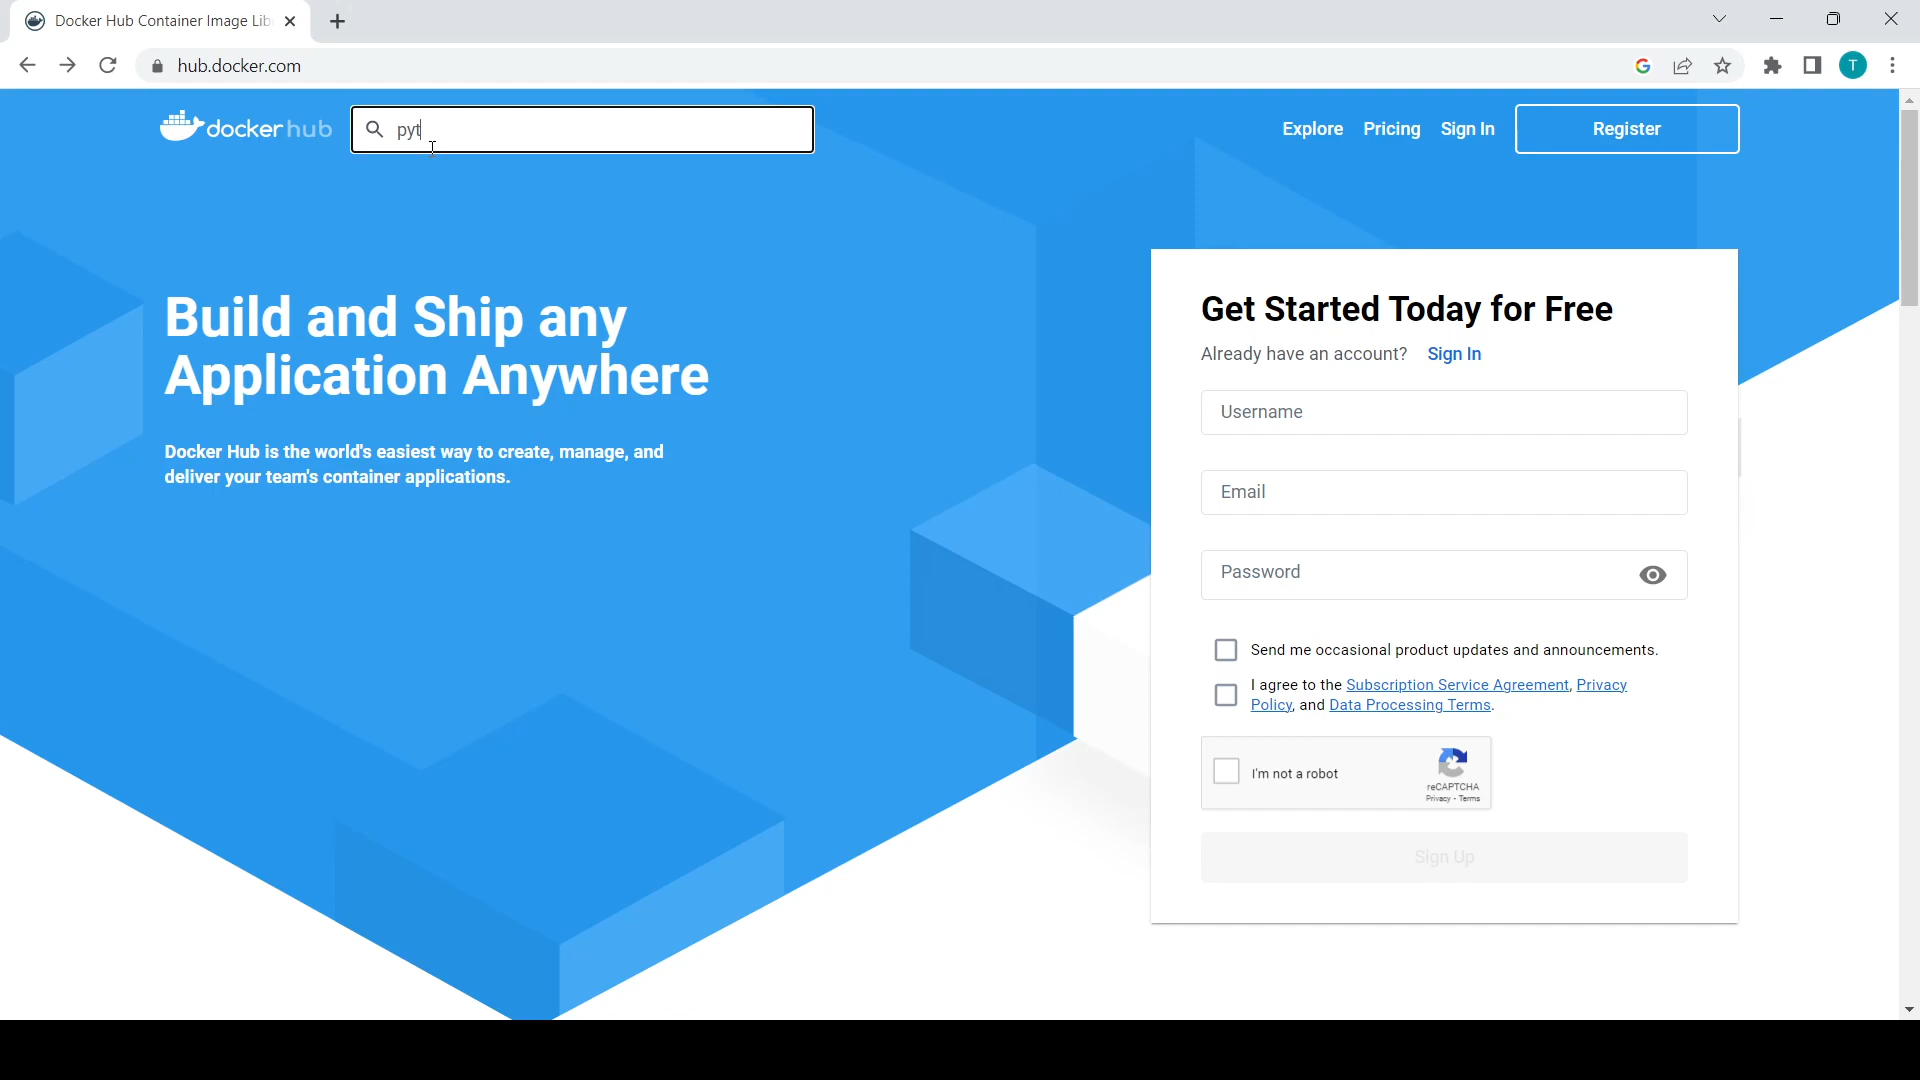 Docker Hub Container Image Lib
hub.docker.com
T
docker hub
pyt
Explore
Pricing
Sign In
Register
Build and Ship any
Application Anywhere
Docker Hub is the world's easiest way to create, manage, and
deliver your team's container applications.
Get Started Today for Free
Already have an account? Sign In
Username
Email
Password
Send me occasional product updates and announcements.
I agree to the Subscription Service Agreement, Privacy
Policy, and Data Processing Terms.
I'm not a robot
reCAPTCHA
Privacy - Terms
Sign Up